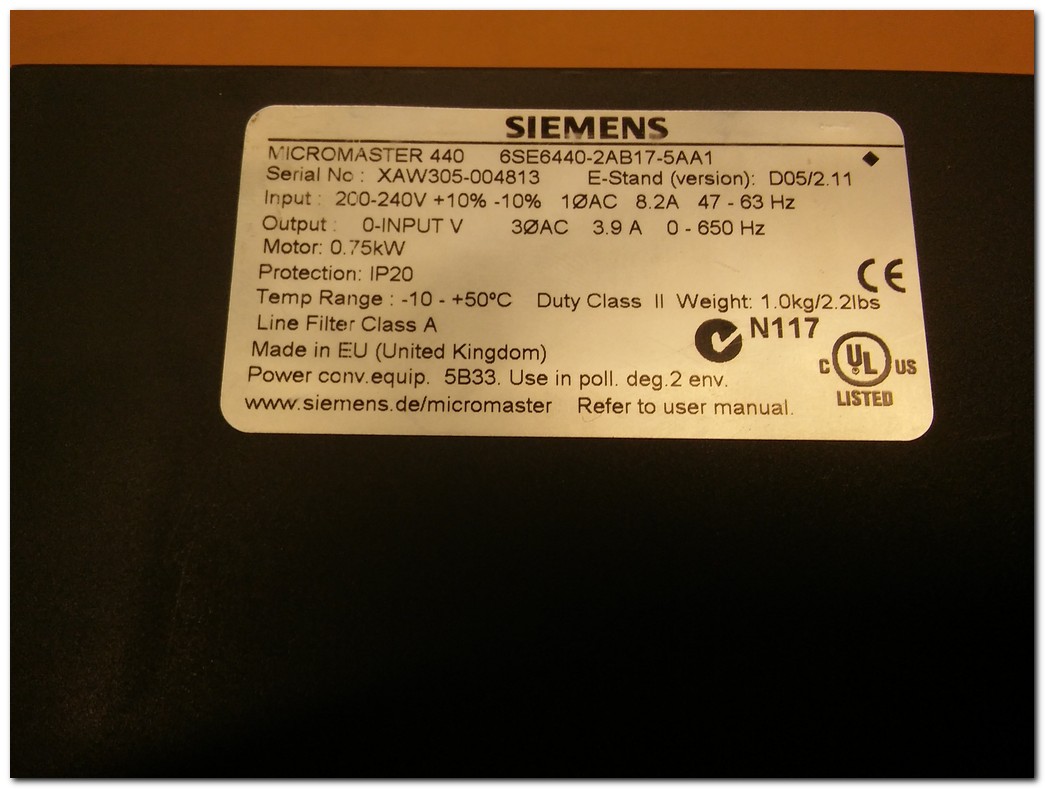 SIEMENS
MICROMASTER 440 6SE6440-2AB17-5AA1
Serial No : XAW305-004813 E-Stand (version): D05/2.11
Input : 200-240V +10% -10% 1ØAC 8.2A 47 - 63 Hz
Output : 0-INPUT V 3ØAC 3.9 A 0 - 650 Hz
Motor: 0.75kW
Protection: IP20
CE
Temp Range : -10 - +50ºC Duty Class II Weight: 1.0kg/2.2lbs
Line Filter Class A
N117
Made in EU (United Kingdom)
C UL US
LISTED
Power conv.equip. 5B33. Use in poll. deg.2 env.
www.siemens.de/micromaster Refer to user manual.